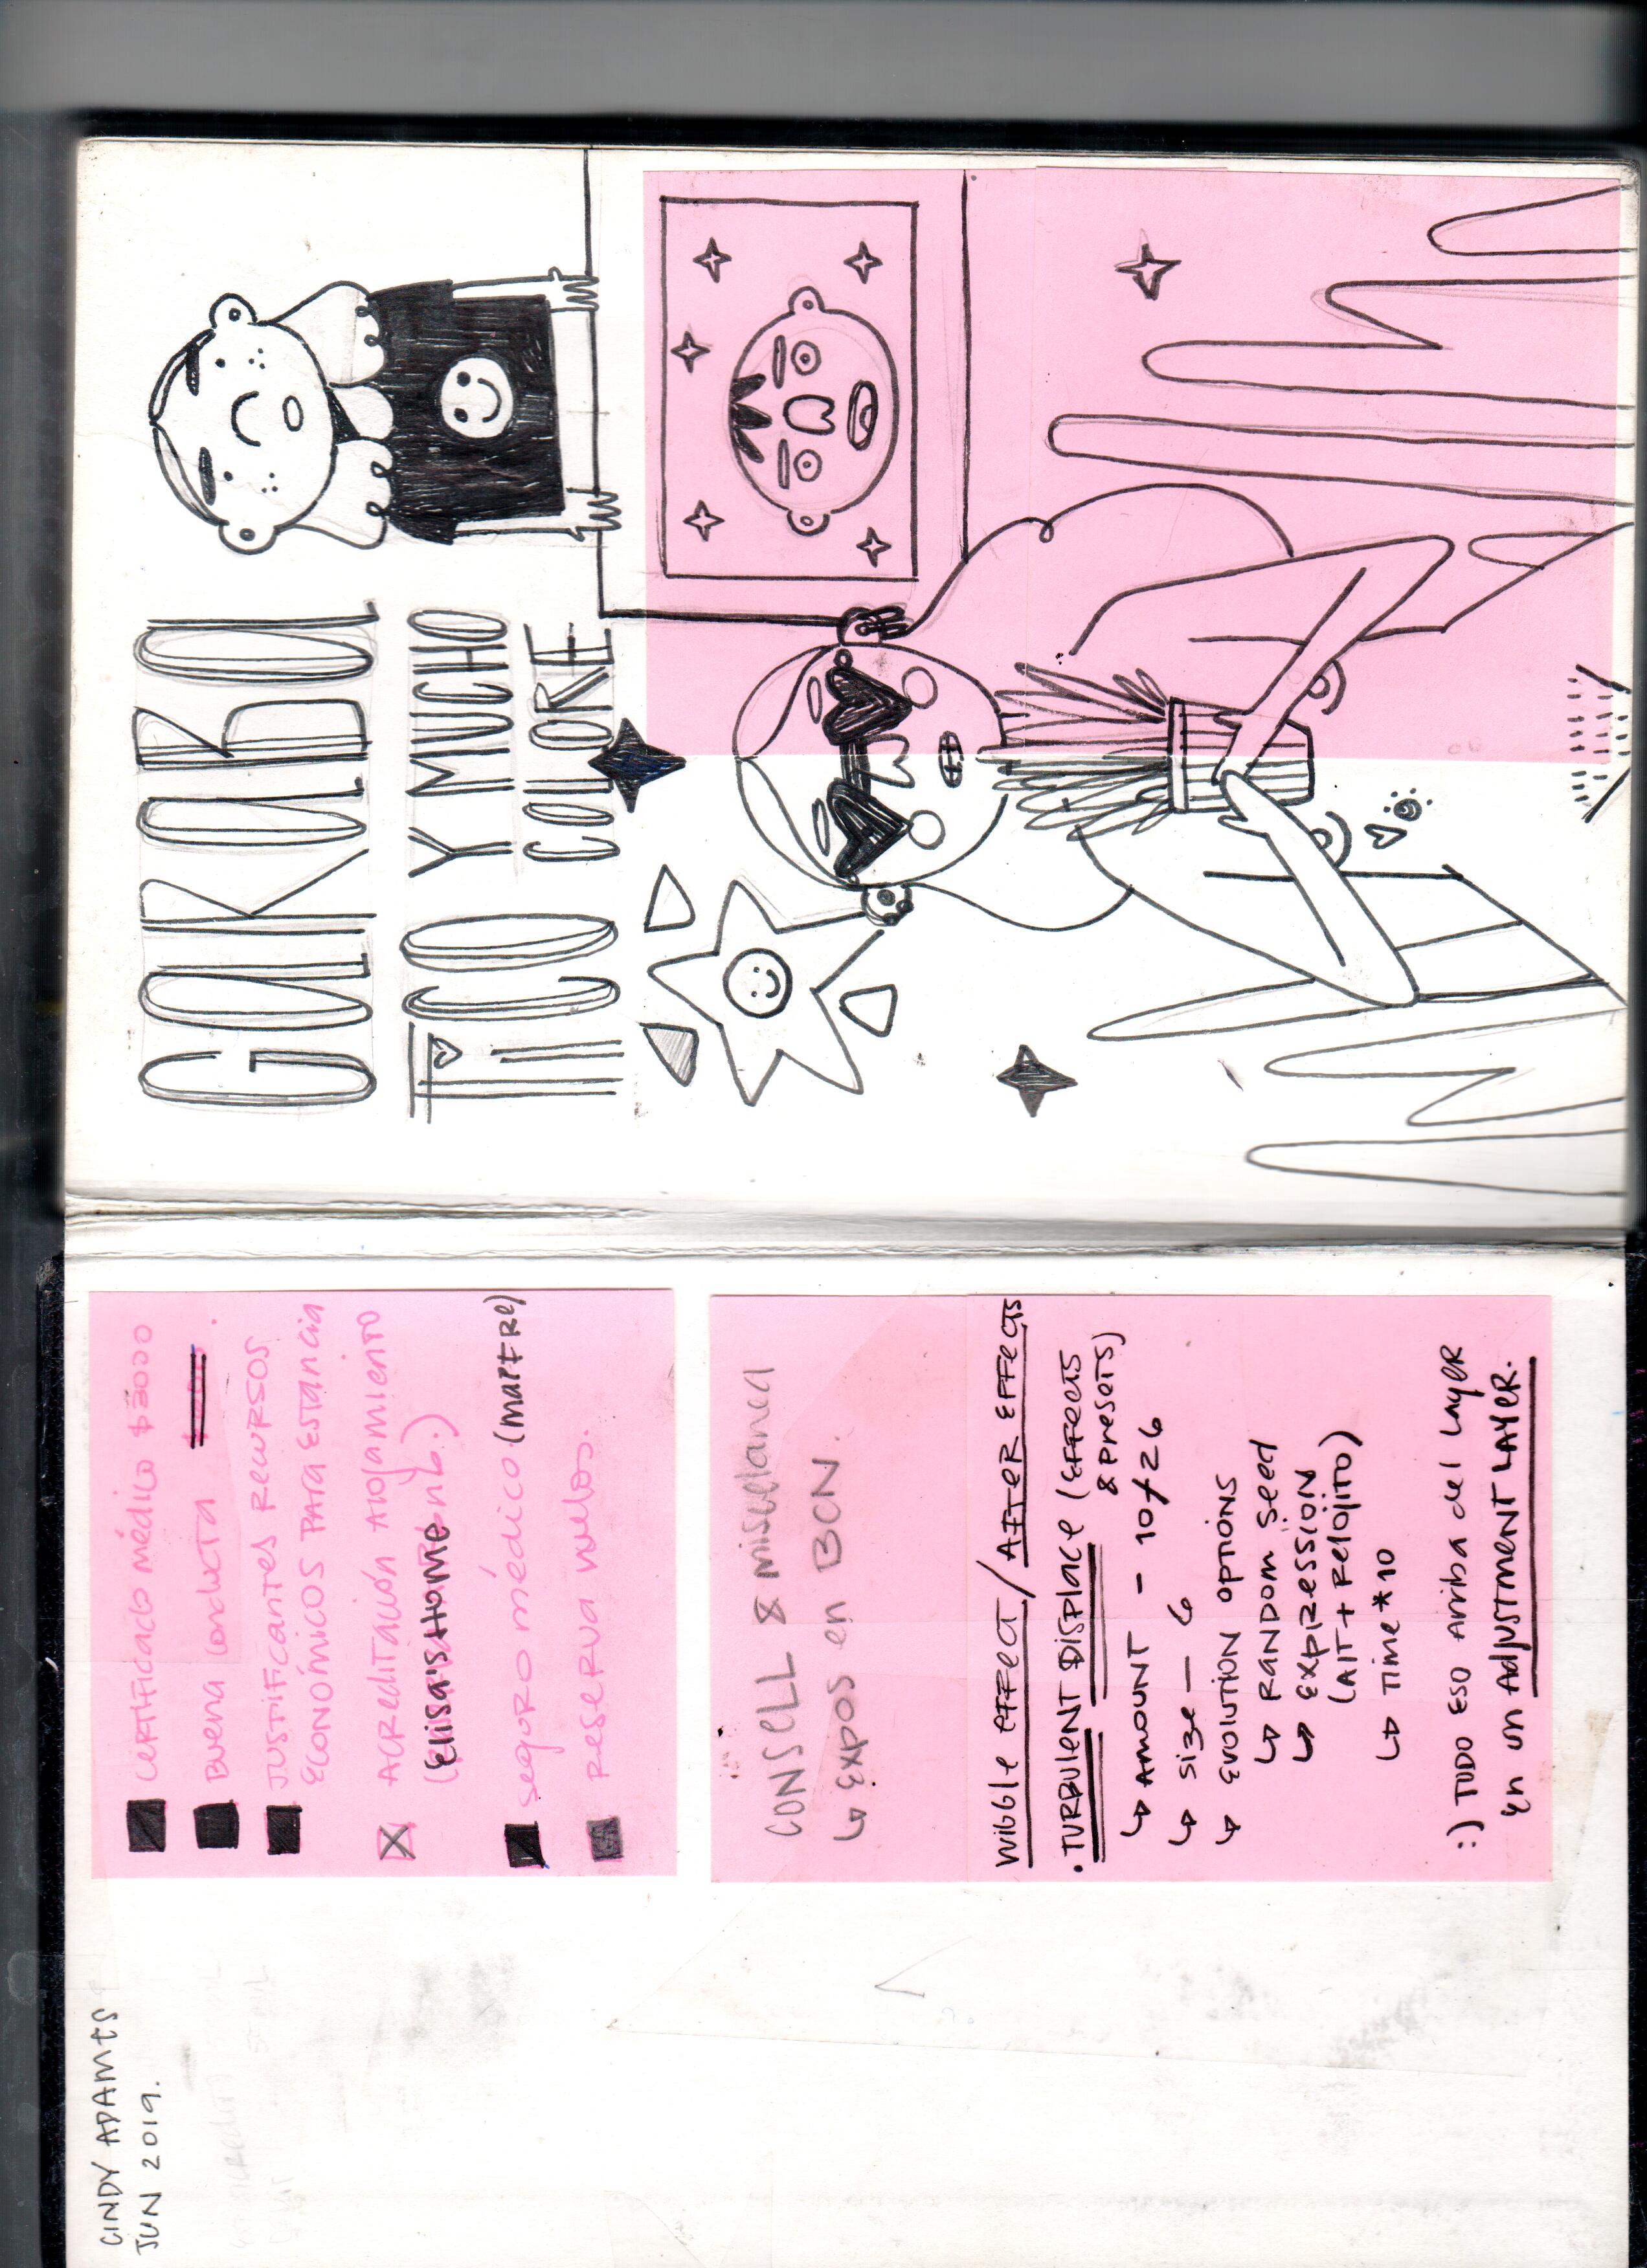 CINDY ADAMES
JUN 2019.
CERTIFICADO médico $3000
Buena conducta
JUSTIFICANTES RECURSOS
ECONÓMICOS PARA ESTANCIA
ACREDITACIÓN ALOJAMIENTO
Elisa's Home
SEGURO médico (MAPFRE)
RESERVA vuelos.
CONSELL & miscelanea
↳ EXPOS en BCN.
WIGGLE EFFECT / AFTER EFFECTS
. TURBULENT DISPLACE (EFFECTS
& PRESETS)
↳ AMOUNT - 10/26
↳ SIZE — 6
↳ EVOLUTION OPTIONS
↳ RANDOM SEED
↳ EXPRESSION
(Alt + Relojito)
↳ TIME * 10
:) TODO ESO Arriba del LAYER
En un ADJUSTMENT LAYER.
GARABA
TICO Y MUCHO
COLORE